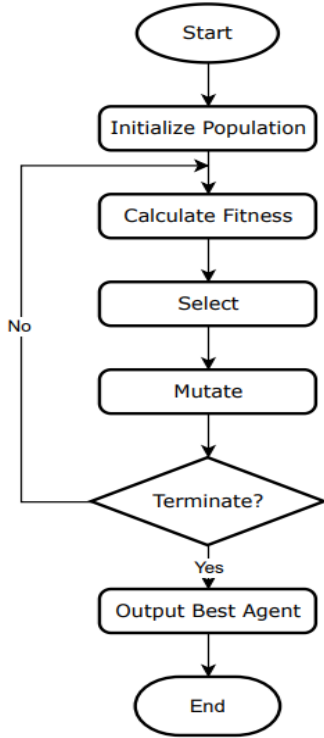 Start
Initialize Population
Calculate Fitness
Select
No
Mutate
Terminate?
Yes
Output Best Agent
End